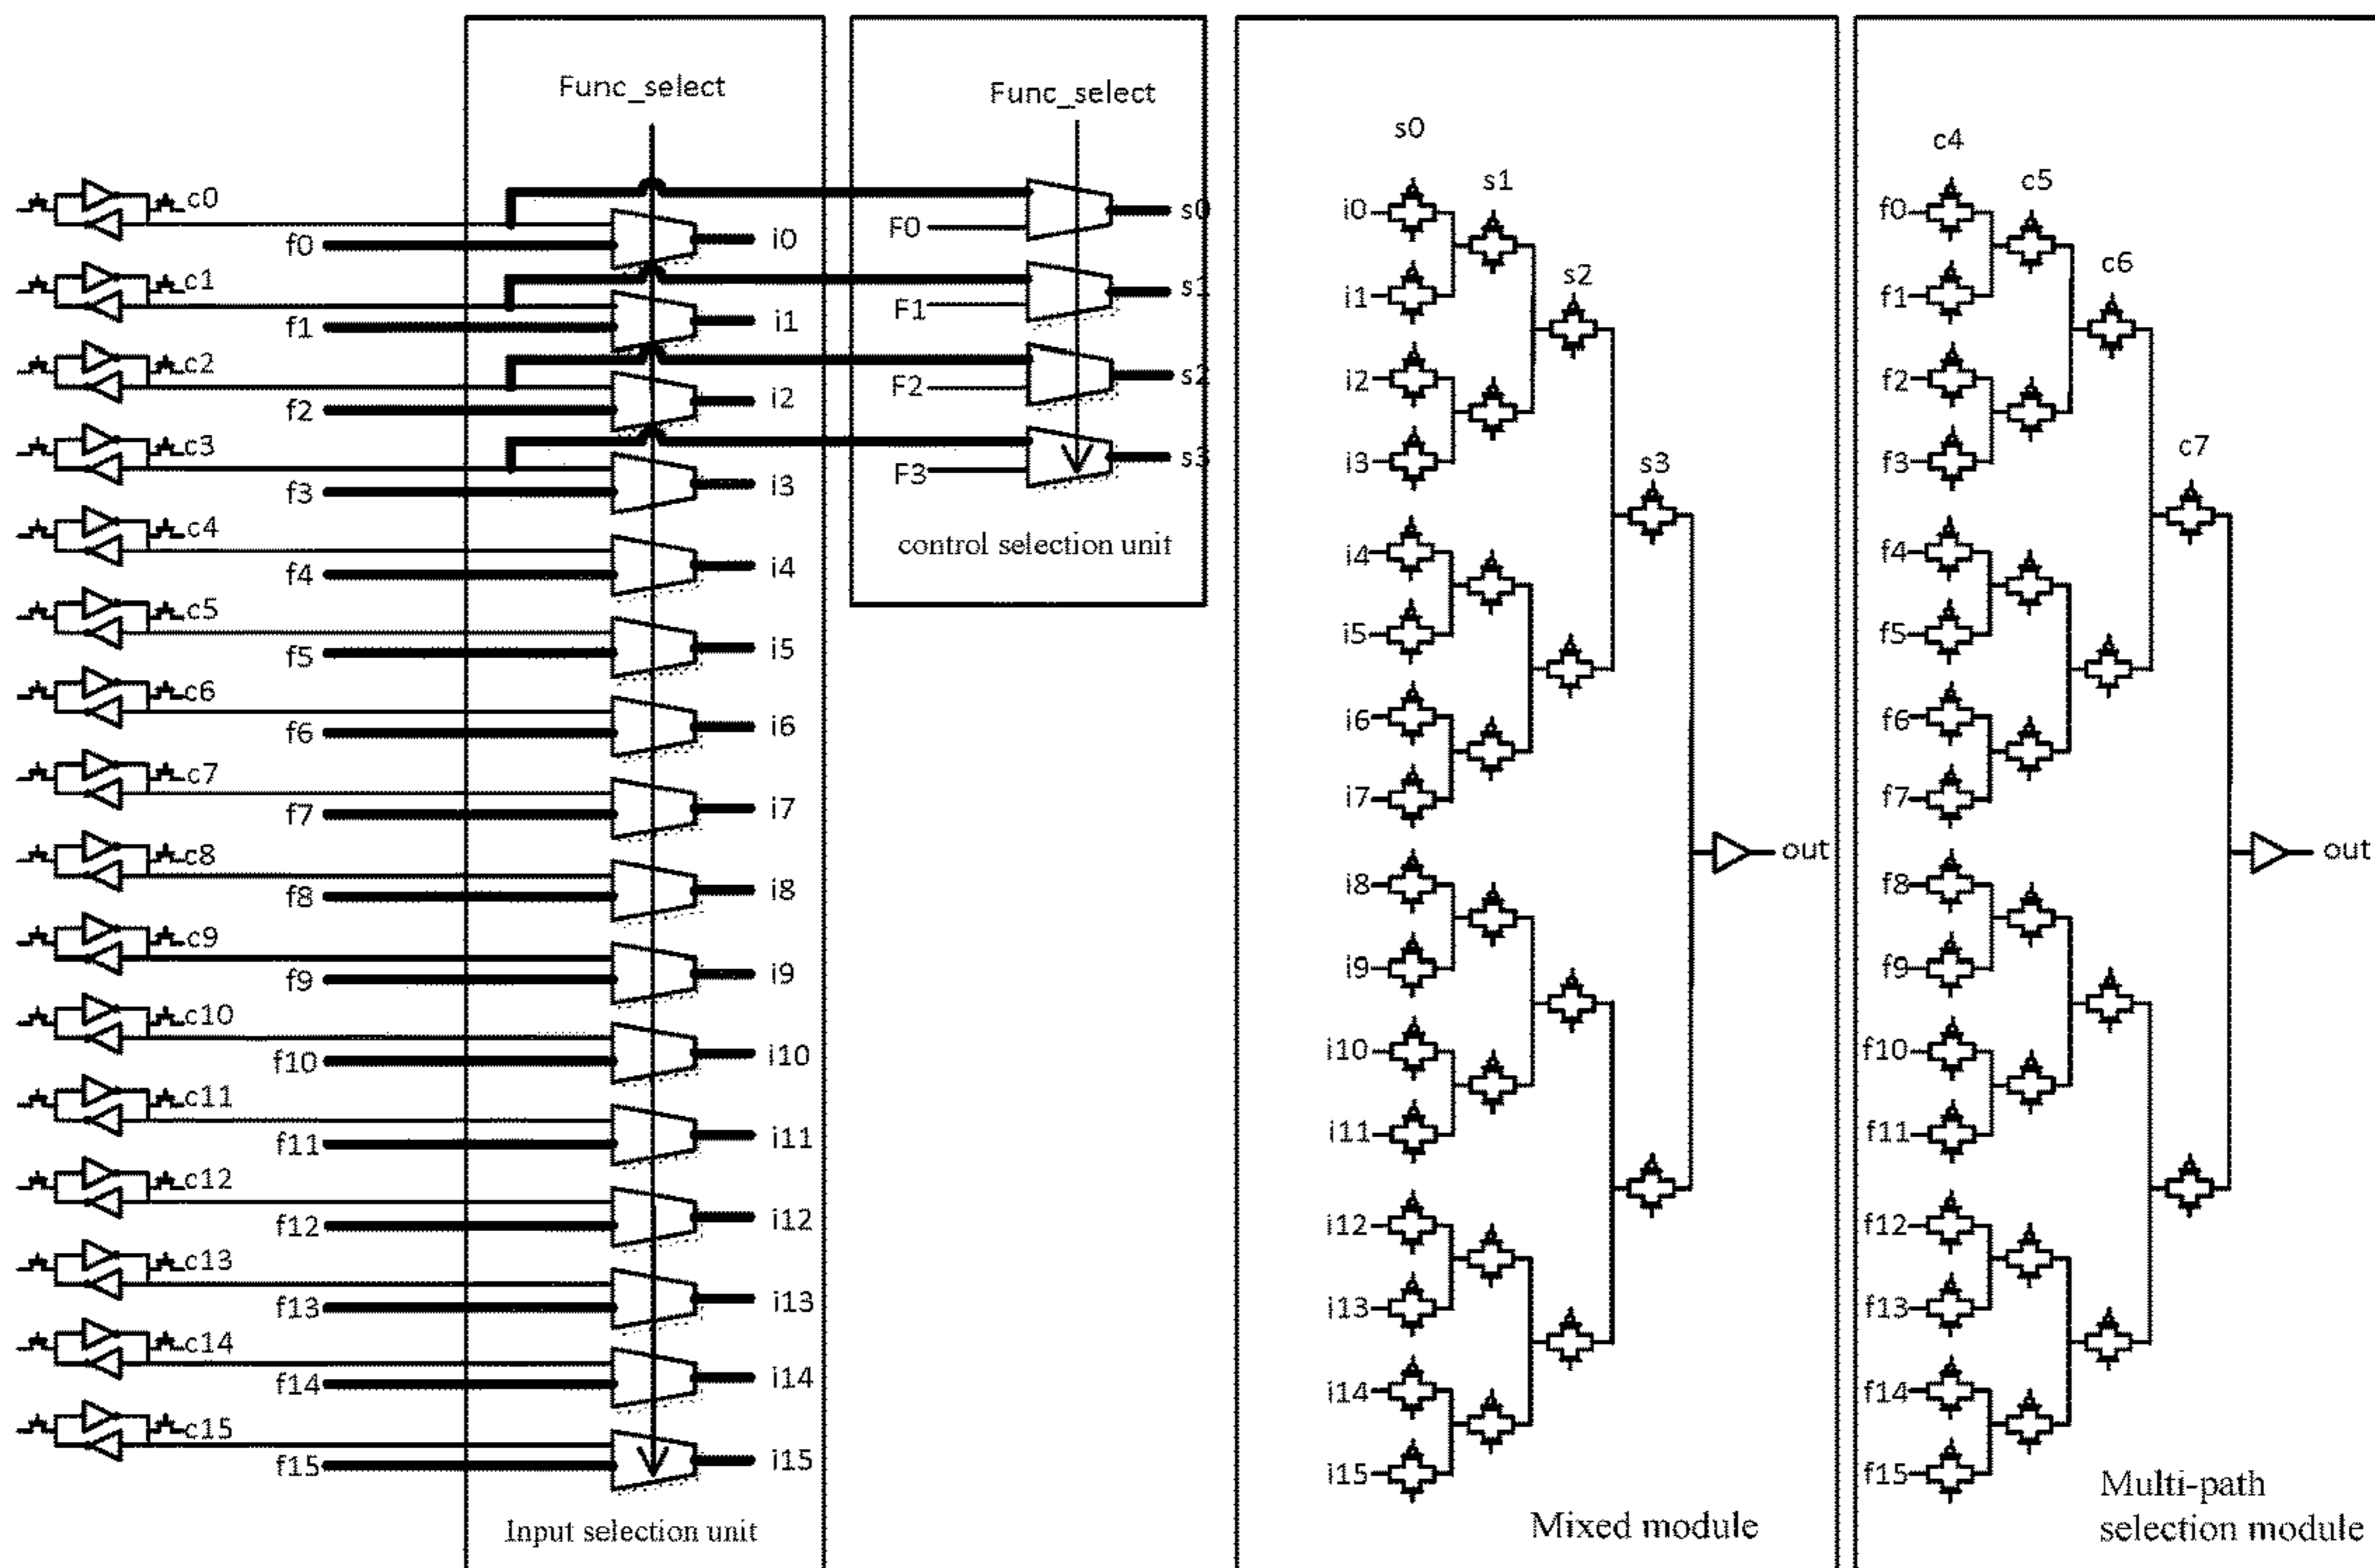 Func_select
c0
f0
i0
c1
f1
i1
c2
f2
i2
c3
f3
i3
c4
f4
i4
c5
f5
i5
c6
f6
i6
c7
f7
i7
c8
f8
i8
c9
f9
i9
c10
f10
i10
c11
f11
i11
c12
f12
i12
c13
f13
i13
c14
f14
i14
c15
f15
i15
Input selection unit
Func_select
F0
s0
F1
s1
F2
s2
F3
s3
control selection unit
s0
s1
s2
s3
i0
i1
i2
i3
i4
i5
i6
i7
i8
i9
i10
i11
i12
i13
i14
i15
out
Mixed module
c4
c5
c6
c7
f0
f1
f2
f3
f4
f5
f6
f7
f8
f9
f10
f11
f12
f13
f14
f15
out
Multi-path
selection module